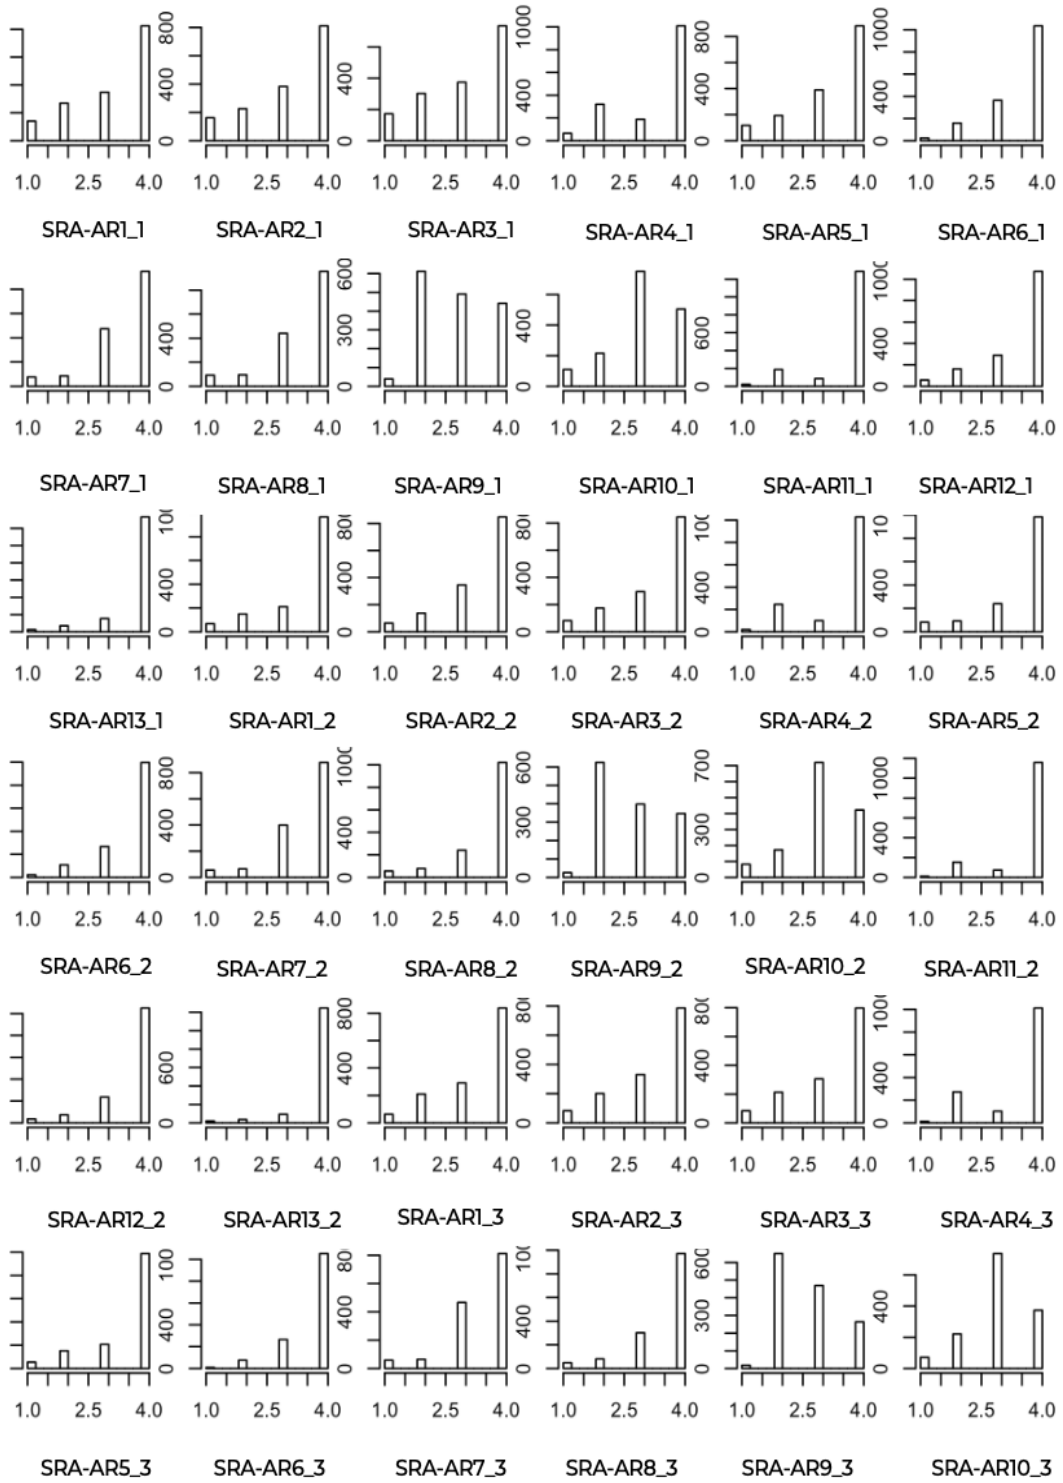 0 400 800
0 400
0 400 1000
0 400 800
0 400 1000
1.0 2.5 4.0 1.0 2.5 4.0 1.0 2.5 4.0 1.0 2.5 4.0 1.0 2.5 4.0 1.0 2.5 4.0
SRA-AR1_1 SRA-AR2_1 SRA-AR3_1 SRA-AR4_1 SRA-AR5_1 SRA-AR6_1
0 400
0 300 600
0 400
0 600
0 400 1000
1.0 2.5 4.0 1.0 2.5 4.0 1.0 2.5 4.0 1.0 2.5 4.0 1.0 2.5 4.0 1.0 2.5 4.0
SRA-AR7_1 SRA-AR8_1 SRA-AR9_1 SRA-AR10_1 SRA-AR11_1 SRA-AR12_1
0 400
0 400 800
0 400 800
0 400
0 400
1.0 2.5 4.0 1.0 2.5 4.0 1.0 2.5 4.0 1.0 2.5 4.0 1.0 2.5 4.0 1.0 2.5 4.0
SRA-AR13_1 SRA-AR1_2 SRA-AR2_2 SRA-AR3_2 SRA-AR4_2 SRA-AR5_2
0 400 800
0 400 1000
0 300 600
0 300 700
0 400 1000
1.0 2.5 4.0 1.0 2.5 4.0 1.0 2.5 4.0 1.0 2.5 4.0 1.0 2.5 4.0 1.0 2.5 4.0
SRA-AR6_2 SRA-AR7_2 SRA-AR8_2 SRA-AR9_2 SRA-AR10_2 SRA-AR11_2
0 600
0 400 800
0 400 800
0 400 800
0 400 1000
1.0 2.5 4.0 1.0 2.5 4.0 1.0 2.5 4.0 1.0 2.5 4.0 1.0 2.5 4.0 1.0 2.5 4.0
SRA-AR12_2 SRA-AR13_2 SRA-AR1_3 SRA-AR2_3 SRA-AR3_3 SRA-AR4_3
0 400
0 400
0 400
0 300 600
0 400
1.0 2.5 4.0 1.0 2.5 4.0 1.0 2.5 4.0 1.0 2.5 4.0 1.0 2.5 4.0 1.0 2.5 4.0
SRA-AR5_3 SRA-AR6_3 SRA-AR7_3 SRA-AR8_3 SRA-AR9_3 SRA-AR10_3